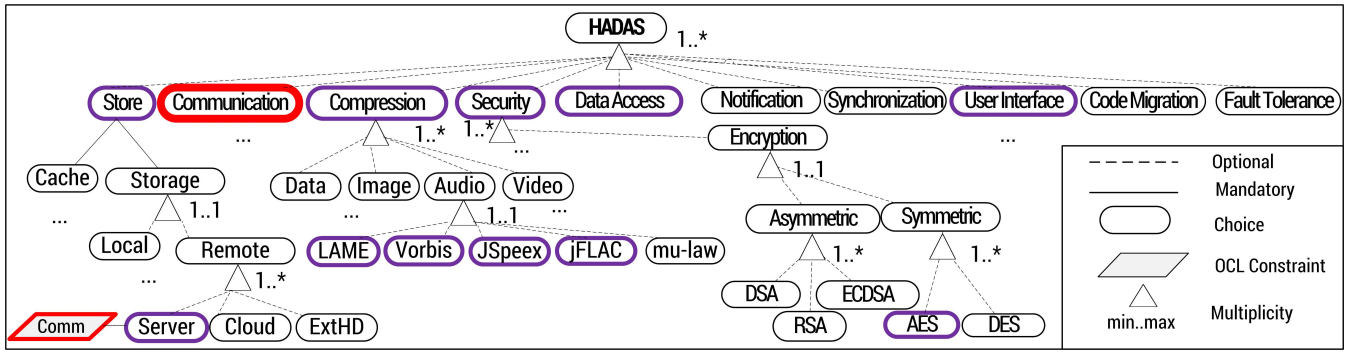 HADAS
1..*
Store Communication Compression Security Data Access Notification Synchronization User Interface Code Migration Fault Tolerance
... 1..* 1..* ... Encryption ...
Cache Storage Data Image Audio Video 1..1
... 1..1 ... 1..1 ... Asymmetric Symmetric
Local Remote LAME Vorbis JSpeex jFLAC mu-law 1..* 1..*
... 1..* DSA ECDSA
Comm Server Cloud ExtHD RSA AES DES
Optional
Mandatory
Choice
OCL Constraint
Multiplicity
min..max